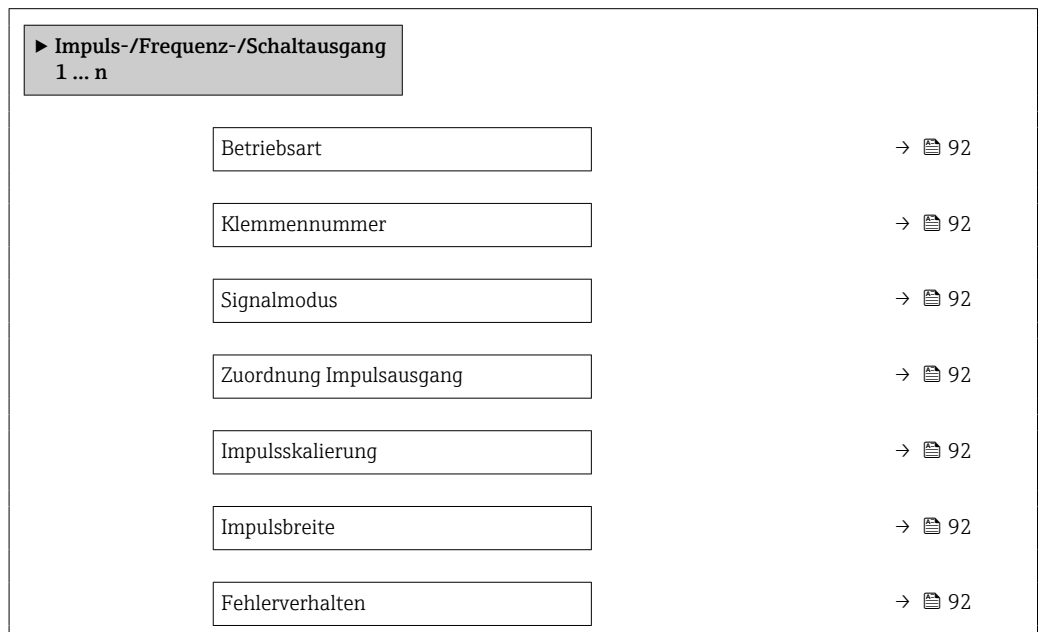 ▶ Impuls-/Frequenz-/Schaltausgang
1 ... n
Betriebsart → 92
Klemmennummer → 92
Signalmodus → 92
Zuordnung Impulsausgang → 92
Impulsskalierung → 92
Impulsbreite → 92
Fehlerverhalten → 92